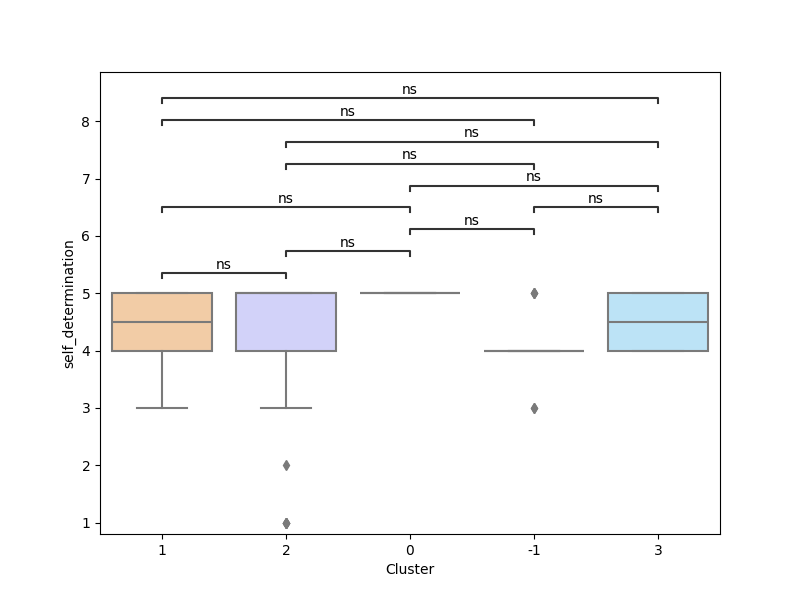 ns
ns
ns
ns
ns
ns
ns
ns
ns
ns
8
7
6
5
4
3
2
1
self_determination
1 2 0 -1 3
Cluster